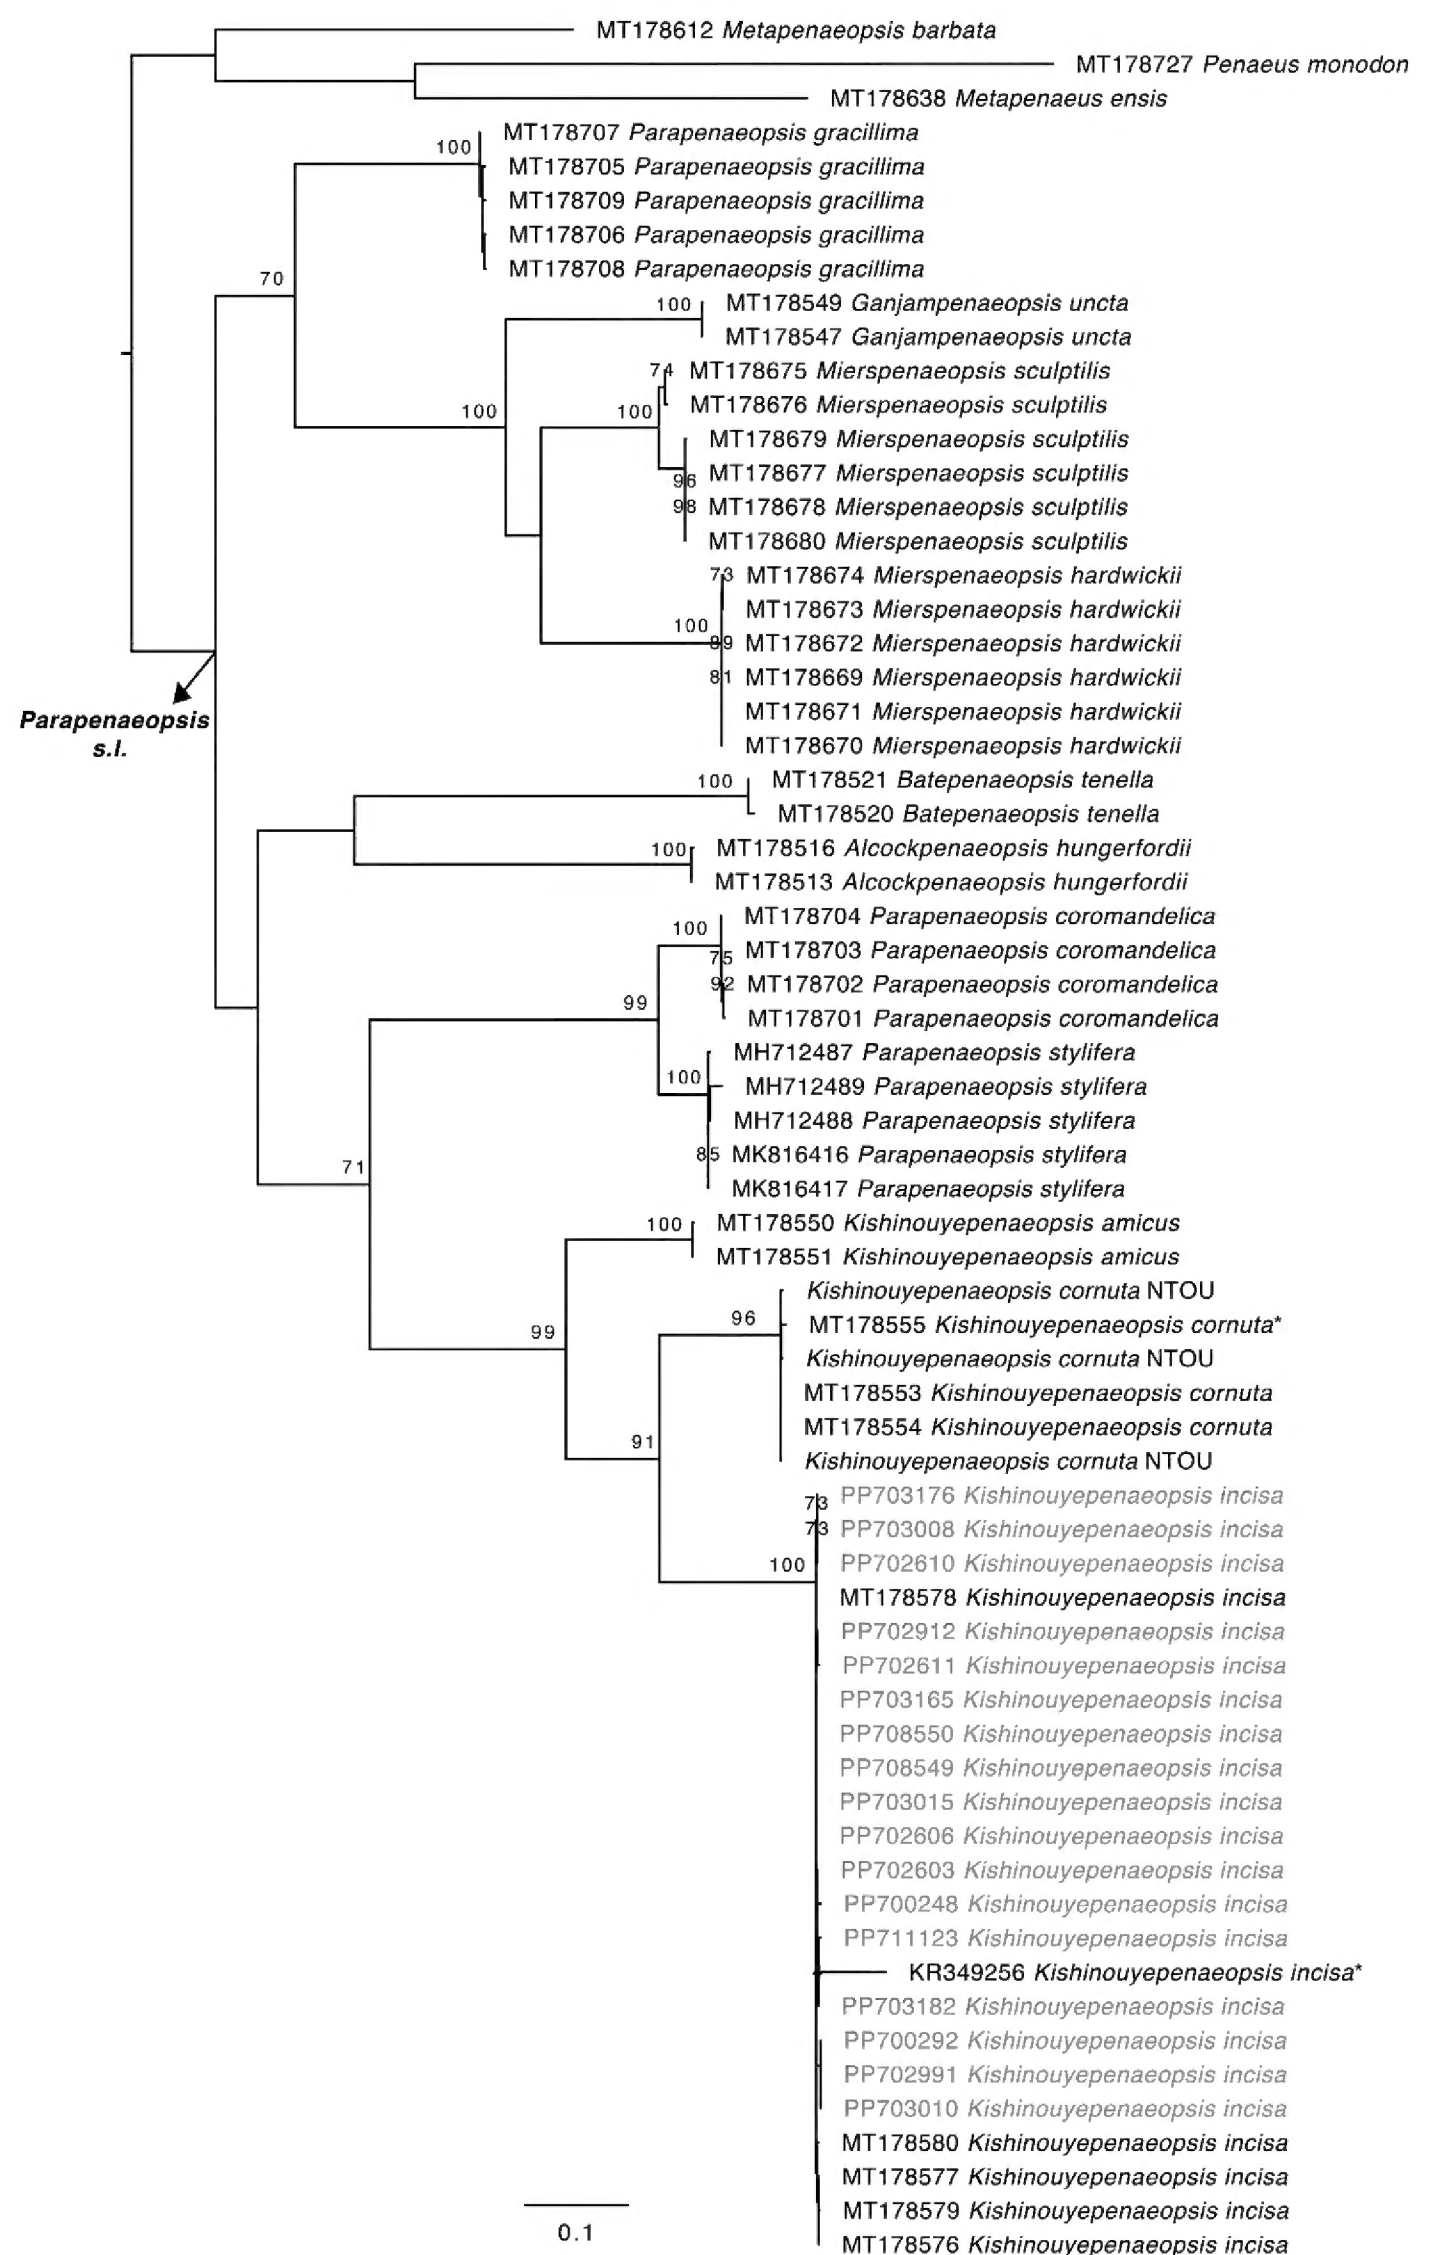 MT178612 Metapenaeopsis barbata
MT178727 Penaeus monodon
MT178638 Metapenaeus ensis
MT178707 Parapenaeopsis gracillima
100
MT178705 Parapenaeopsis gracillima
MT178709 Parapenaeopsis gracillima
MT178706 Parapenaeopsis gracillima
MT178708 Parapenaeopsis gracillima
70
100 MT178549 Ganjampenaeopsis uncta
MT178547 Ganjampenaeopsis uncta
74 MT178675 Mierspenaeopsis sculptilis
MT178676 Mierspenaeopsis sculptilis
100 100
MT178679 Mierspenaeopsis sculptilis
MT178677 Mierspenaeopsis sculptilis
96
98 MT178678 Mierspenaeopsis sculptilis
MT178680 Mierspenaeopsis sculptilis
73 MT178674 Mierspenaeopsis hardwickii
MT178673 Mierspenaeopsis hardwickii
100
89 MT178672 Mierspenaeopsis hardwickii
81 MT178669 Mierspenaeopsis hardwickii
MT178671 Mierspenaeopsis hardwickii
Parapenaeopsis
s.l.
MT178670 Mierspenaeopsis hardwickii
100 MT178521 Batepenaeopsis tenella
MT178520 Batepenaeopsis tenella
100 MT178516 Alcockpenaeopsis hungerfordii
MT178513 Alcockpenaeopsis hungerfordii
MT178704 Parapenaeopsis coromandelica
100
MT178703 Parapenaeopsis coromandelica
75
92 MT178702 Parapenaeopsis coromandelica
99
MT178701 Parapenaeopsis coromandelica
MH712487 Parapenaeopsis stylifera
100
MH712489 Parapenaeopsis stylifera
MH712488 Parapenaeopsis stylifera
85 MK816416 Parapenaeopsis stylifera
71
MK816417 Parapenaeopsis stylifera
100 MT178550 Kishinouyepenaeopsis amicus
MT178551 Kishinouyepenaeopsis amicus
Kishinouyepenaeopsis cornuta NTOU
96
MT178555 Kishinouyepenaeopsis cornuta*
99
Kishinouyepenaeopsis cornuta NTOU
MT178553 Kishinouyepenaeopsis cornuta
MT178554 Kishinouyepenaeopsis cornuta
91
Kishinouyepenaeopsis cornuta NTOU
73 PP703176 Kishinouyepenaeopsis incisa
73 PP703008 Kishinouyepenaeopsis incisa
100 PP702610 Kishinouyepenaeopsis incisa
MT178578 Kishinouyepenaeopsis incisa
PP702912 Kishinouyepenaeopsis incisa
PP702611 Kishinouyepenaeopsis incisa
PP703165 Kishinouyepenaeopsis incisa
PP708550 Kishinouyepenaeopsis incisa
PP708549 Kishinouyepenaeopsis incisa
PP703015 Kishinouyepenaeopsis incisa
PP702606 Kishinouyepenaeopsis incisa
PP702603 Kishinouyepenaeopsis incisa
PP700248 Kishinouyepenaeopsis incisa
PP711123 Kishinouyepenaeopsis incisa
KR349256 Kishinouyepenaeopsis incisa*
PP703182 Kishinouyepenaeopsis incisa
PP700292 Kishinouyepenaeopsis incisa
PP702991 Kishinouyepenaeopsis incisa
PP703010 Kishinouyepenaeopsis incisa
MT178580 Kishinouyepenaeopsis incisa
MT178577 Kishinouyepenaeopsis incisa
MT178579 Kishinouyepenaeopsis incisa
0.1
MT178576 Kishinouyepenaeopsis incisa